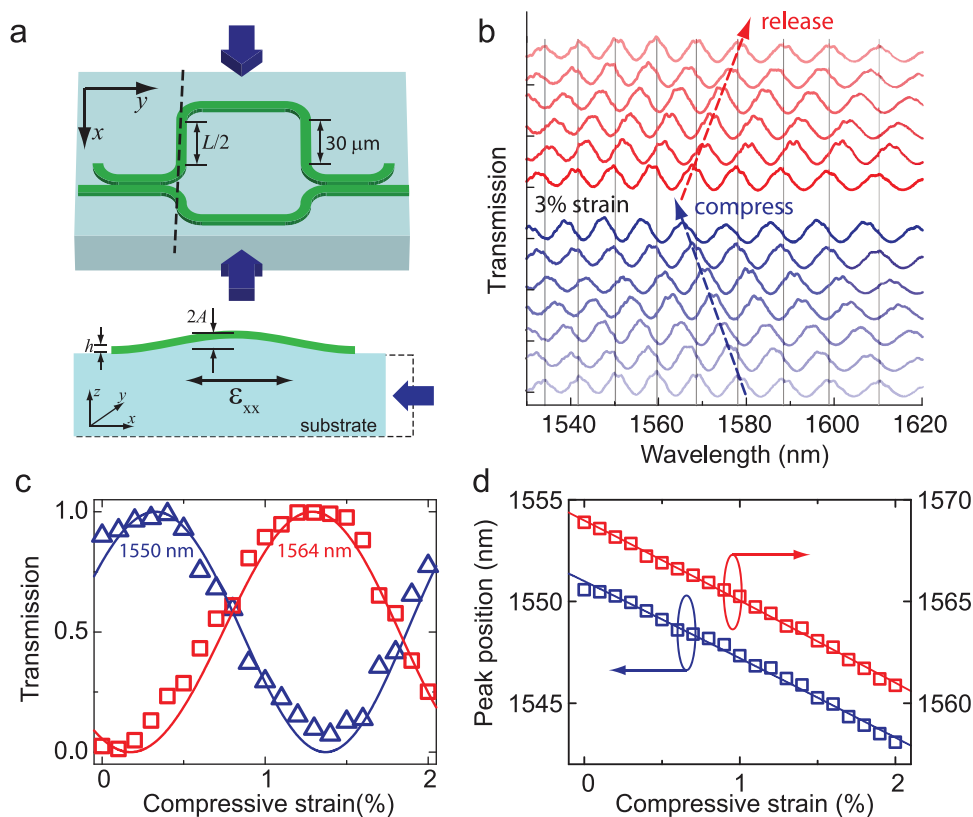 a
y
x
L/2
30 µm
2A
h
εxx
z
y
x
substrate
b
release
3% strain
compress
Transmission
1540 1560 1580 1600 1620
Wavelength (nm)
c
1.0
0.5
0.0
1550 nm
1564 nm
Transmission
0 1 2
Compressive strain(%)
d
1555
1550
1545
1570
1565
1560
Peak position (nm)
0 1 2
Compressive strain (%)